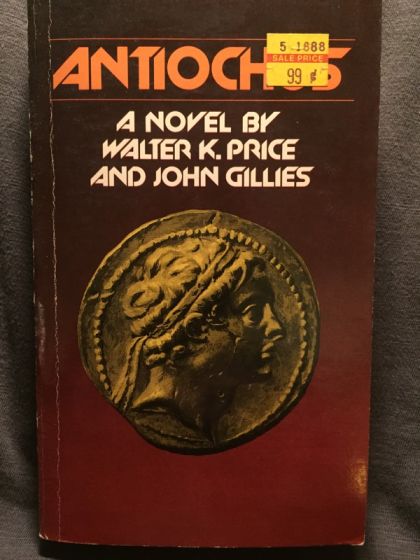 ANTIOCHUS
5 1888
SALE PRICE
99 ¢
A NOVEL BY
WALTER K. PRICE
AND JOHN GILLIES